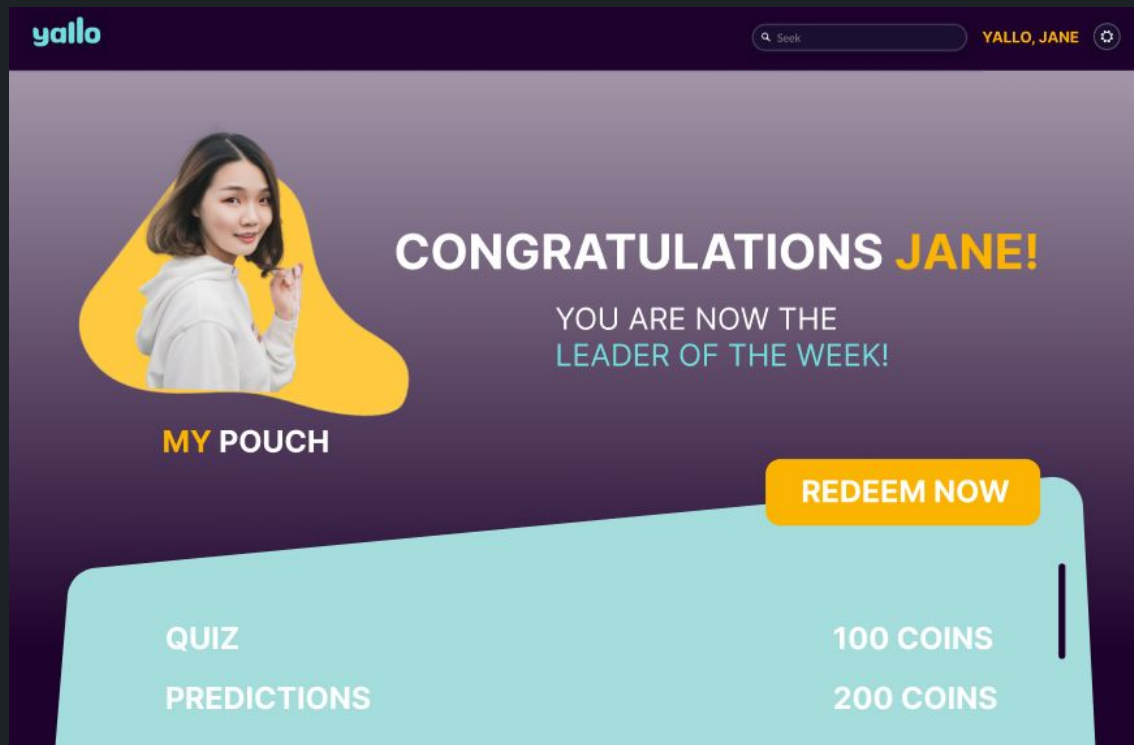 yallo
Seek
YALLO, JANE
CONGRATULATIONS JANE!
YOU ARE NOW THE
LEADER OF THE WEEK!
MY POUCH
REDEEM NOW
QUIZ 100 COINS
PREDICTIONS 200 COINS